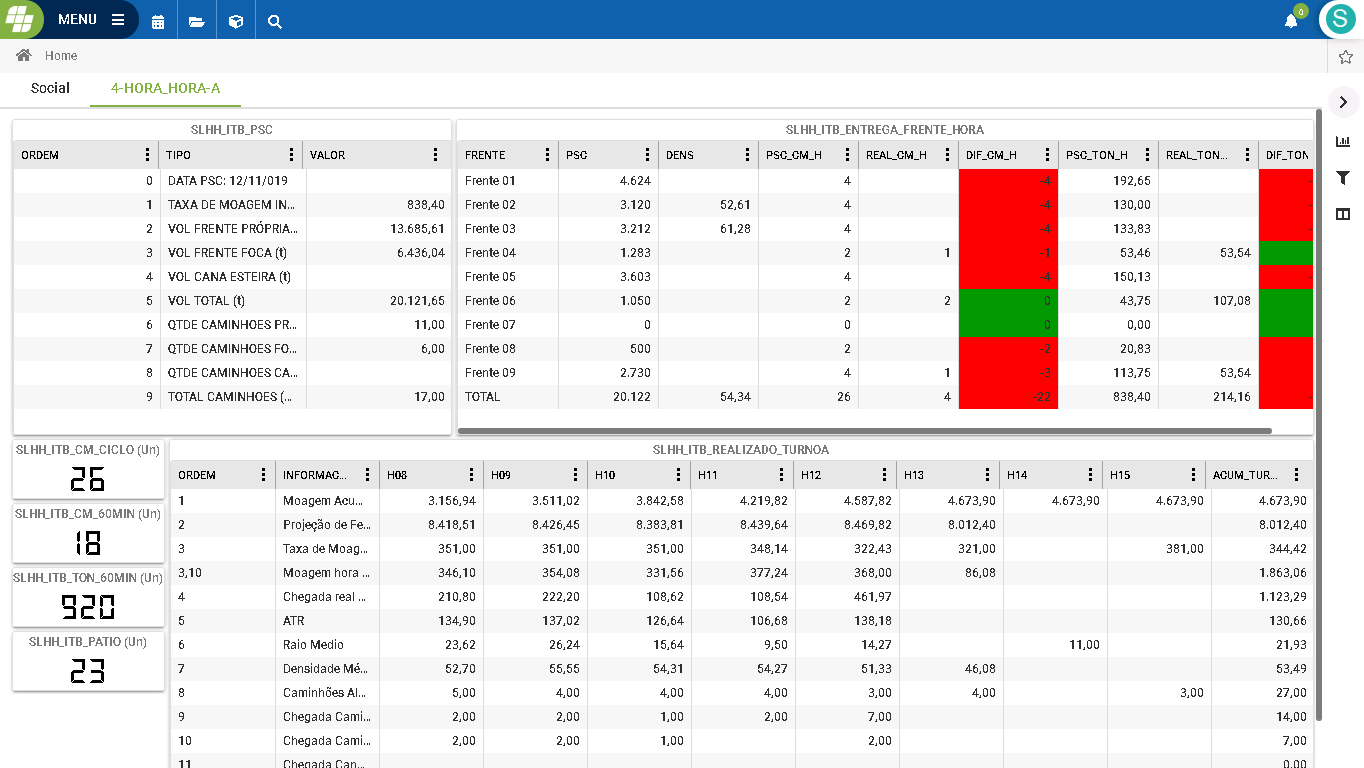 MENU
0
S
Home
Social 4-HORA_HORA-A
SLHH_ITB_PSC
ORDEM TIPO VALOR
0 DATA PSC: 12/11/019
1 TAXA DE MOAGEM IN... 838,40
2 VOL FRENTE PRÓPRIA... 13.685,61
3 VOL FRENTE FOCA (t) 6.436,04
4 VOL CANA ESTEIRA (t)
5 VOL TOTAL (t) 20.121,65
6 QTDE CAMINHOES PR... 11,00
7 QTDE CAMINHOES FO... 6,00
8 QTDE CAMINHOES CA...
9 TOTAL CAMINHOES (... 17,00
SLHH_ITB_ENTREGA_FRENTE_HORA
FRENTE PSC DENS PSC_CM_H REAL_CM_H DIF_CM_H PSC_TON_H REAL_TON... DIF_TON
Frente 01 4.624 4 -4 192,65
Frente 02 3.120 52,61 4 -4 130,00
Frente 03 3.212 61,28 4 -4 133,83
Frente 04 1.283 2 1 -1 53,46 53,54
Frente 05 3.603 4 -4 150,13
Frente 06 1.050 2 2 0 43,75 107,08
Frente 07 0 0 0 0,00
Frente 08 500 2 -2 20,83
Frente 09 2.730 4 1 -3 113,75 53,54
TOTAL 20.122 54,34 26 4 -22 838,40 214,16
SLHH_ITB_CM_CICLO (Un)
26
SLHH_ITB_CM_60MIN (Un)
18
SLHH_ITB_TON_60MIN (Un)
920
SLHH_ITB_PATIO (Un)
23
SLHH_ITB_REALIZADO_TURNOA
ORDEM INFORMAC... H08 H09 H10 H11 H12 H13 H14 H15 AGUM_TUR...
1 Moagem Acu... 3.156,94 3.511,02 3.842,58 4.219,82 4.587,82 4.673,90 4.673,90 4.673,90 4.673,90
2 Projeção de Fe... 8.418,51 8.426,45 8.383,81 8.439,64 8.469,82 8.012,40 8.012,40
3 Taxa de Moag... 351,00 351,00 351,00 348,14 322,43 321,00 381,00 344,42
3,10 Moagem hora ... 346,10 354,08 331,56 377,24 368,00 86,08 1.863,06
4 Chegada real ... 210,80 222,20 108,62 108,54 461,97 1.123,29
5 ATR 134,90 137,02 126,64 106,68 138,18 130,66
6 Raio Medio 23,62 26,24 15,64 9,50 14,27 11,00 21,93
7 Densidade Mé... 52,70 55,55 54,31 54,27 51,33 46,08 53,49
8 Caminhões Al... 5,00 4,00 4,00 4,00 3,00 4,00 3,00 27,00
9 Chegada Cami... 2,00 2,00 1,00 2,00 7,00 14,00
10 Chegada Cami... 2,00 2,00 1,00 2,00 7,00
11 Chegada Can... 0,00